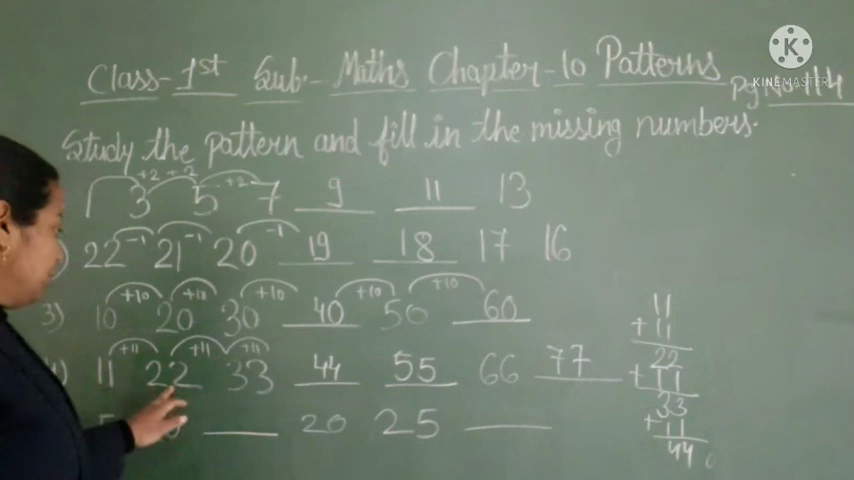 KINEMASTER
Class-1st Sub- Maths Chapter-10 Patterns
Pg No 114
Study the pattern and fill in the missing numbers.
+2 +2 +2
1 3 5 7 9 11 13
-1 -1 -1
22 21 20 19 18 17 16
+10 +10 +10 +10 +10
3) 10 20 30 40 50 60
+11 +11 +11
11 22 33 44 55 66 77
20 25
11
+11
22
+11
33
+11
44